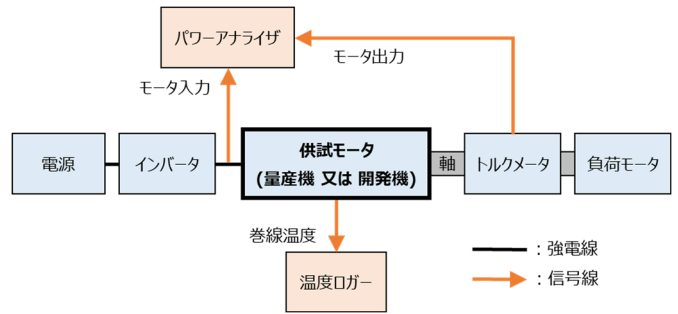 パワーアナライザ
モータ出力
モータ入力
電源
インバータ
供試モータ
(量産機 又は 開発機)
軸
トルクメータ
負荷モータ
巻線温度
温度ロガー
：強電線
：信号線